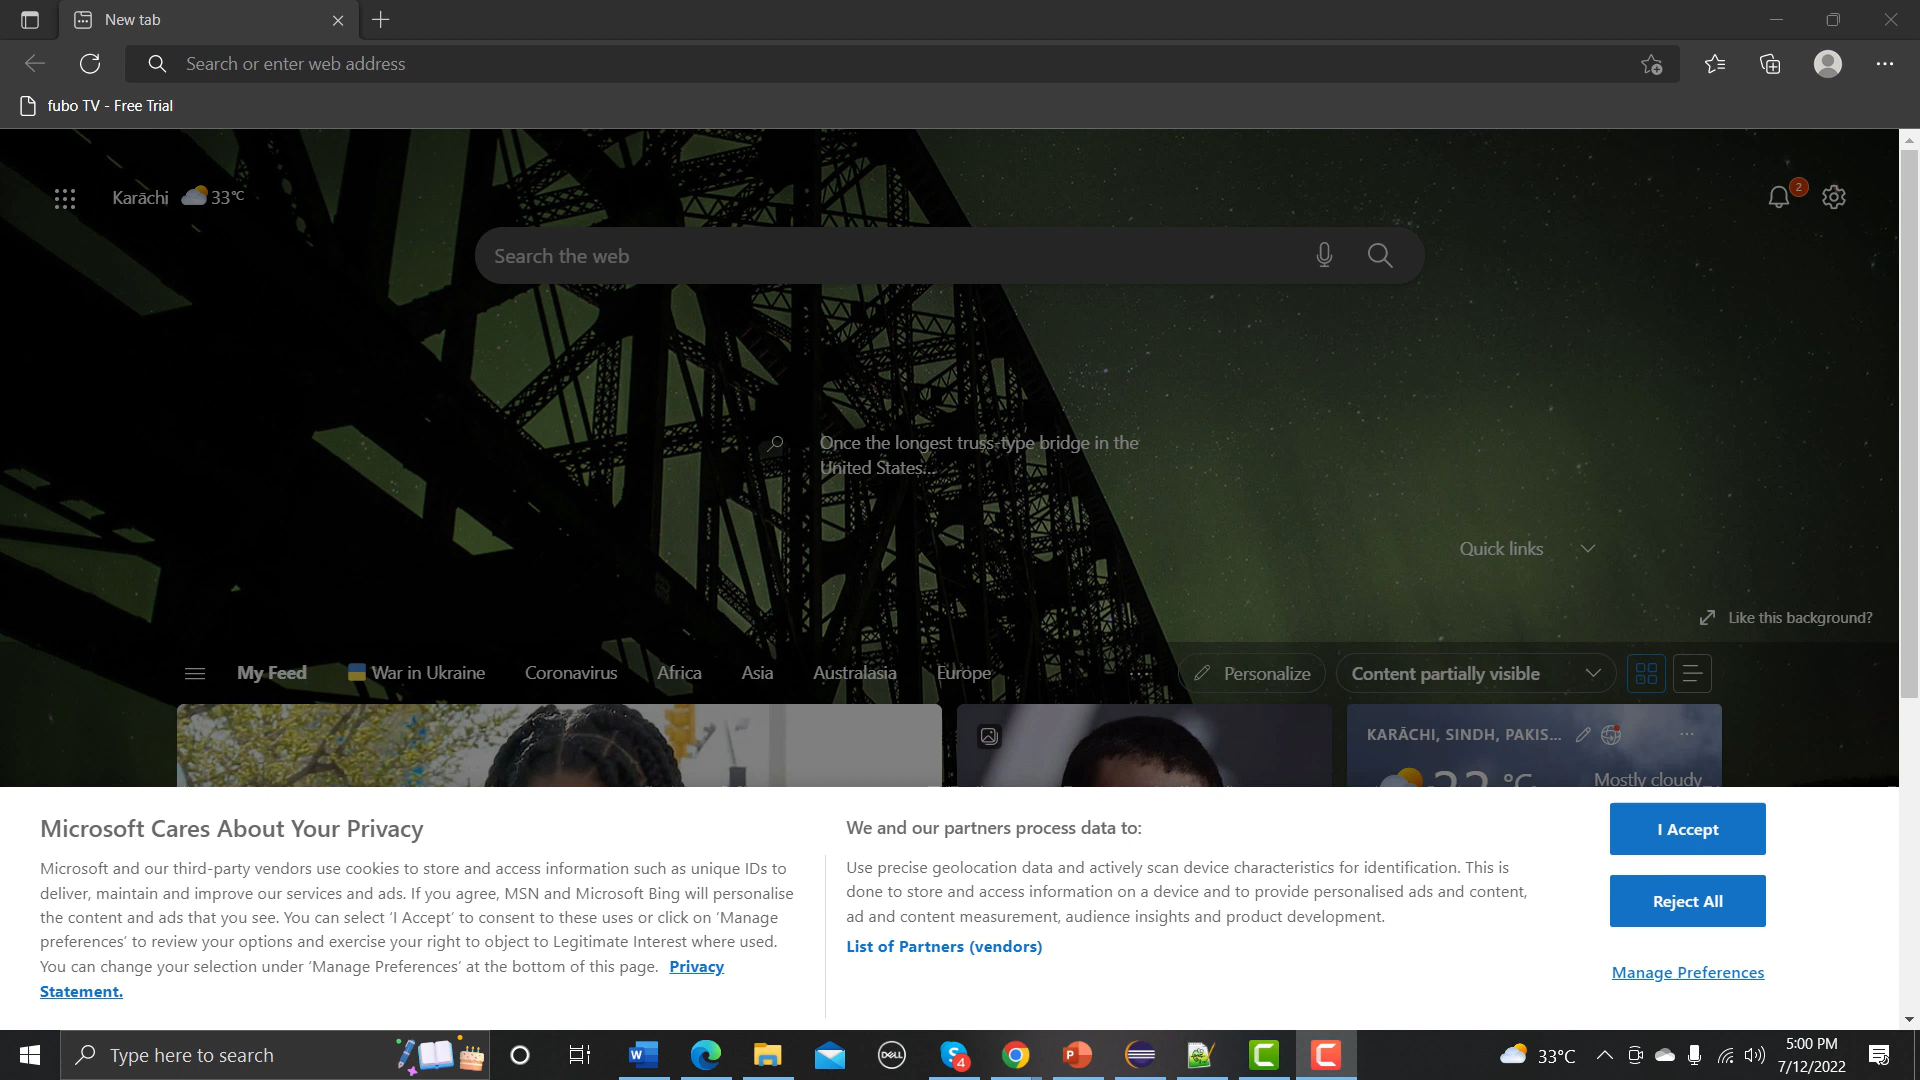 New tab
Search or enter web address
fubo TV - Free Trial
Karāchi 33°C
2
Search the web
Once the longest truss-type bridge in the
United States...
Quick links
Like this background?
My Feed War in Ukraine Coronavirus Africa Asia Australasia Europe ... Personalize Content partially visible
KARĀCHI, SINDH, PAKIS...
°C Mostly cloudy
Microsoft Cares About Your Privacy
Microsoft and our third-party vendors use cookies to store and access information such as unique IDs to
deliver, maintain and improve our services and ads. If you agree, MSN and Microsoft Bing will personalise
the content and ads that you see. You can select 'I Accept' to consent to these uses or click on 'Manage
preferences' to review your options and exercise your right to object to Legitimate Interest where used.
You can change your selection under 'Manage Preferences' at the bottom of this page. Privacy
Statement.
We and our partners process data to:
Use precise geolocation data and actively scan device characteristics for identification. This is
done to store and access information on a device and to provide personalised ads and content,
ad and content measurement, audience insights and product development.
List of Partners (vendors)
I Accept
Reject All
Manage Preferences
Type here to search
W
DELL
S 4
P
33°C
5:00 PM
7/12/2022